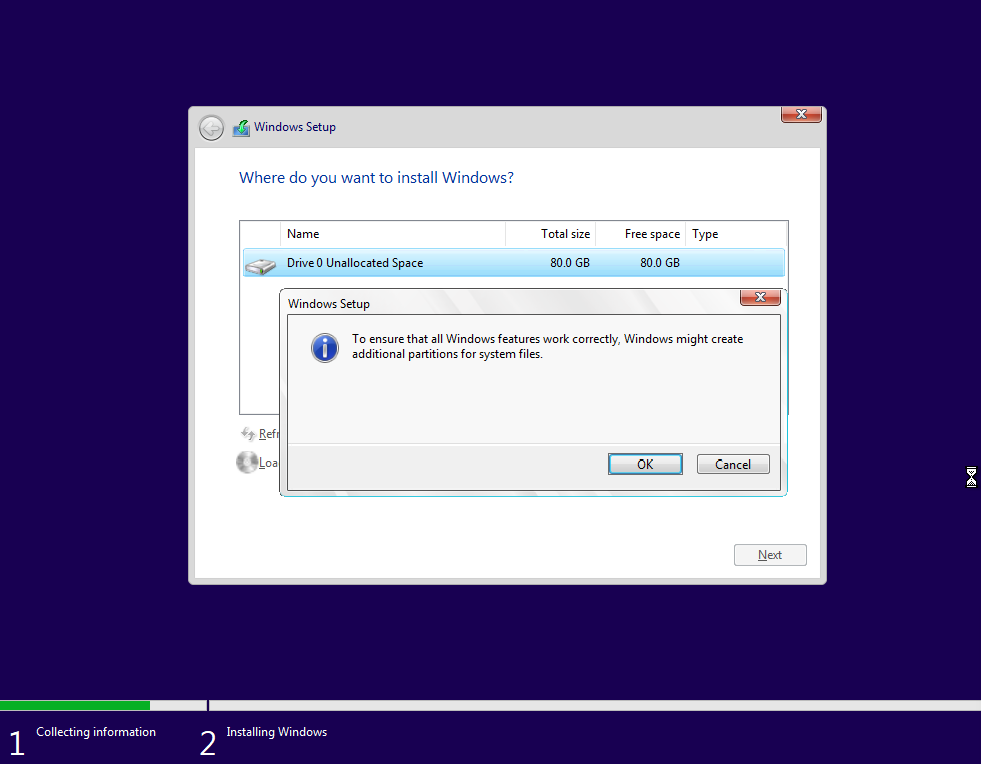 Windows Setup
Where do you want to install Windows?
Name Total size Free space Type
Drive 0 Unallocated Space 80.0 GB 80.0 GB
Windows Setup
To ensure that all Windows features work correctly, Windows might create
additional partitions for system files.
Refr
Loa
OK Cancel
Next
1 Collecting information 2 Installing Windows